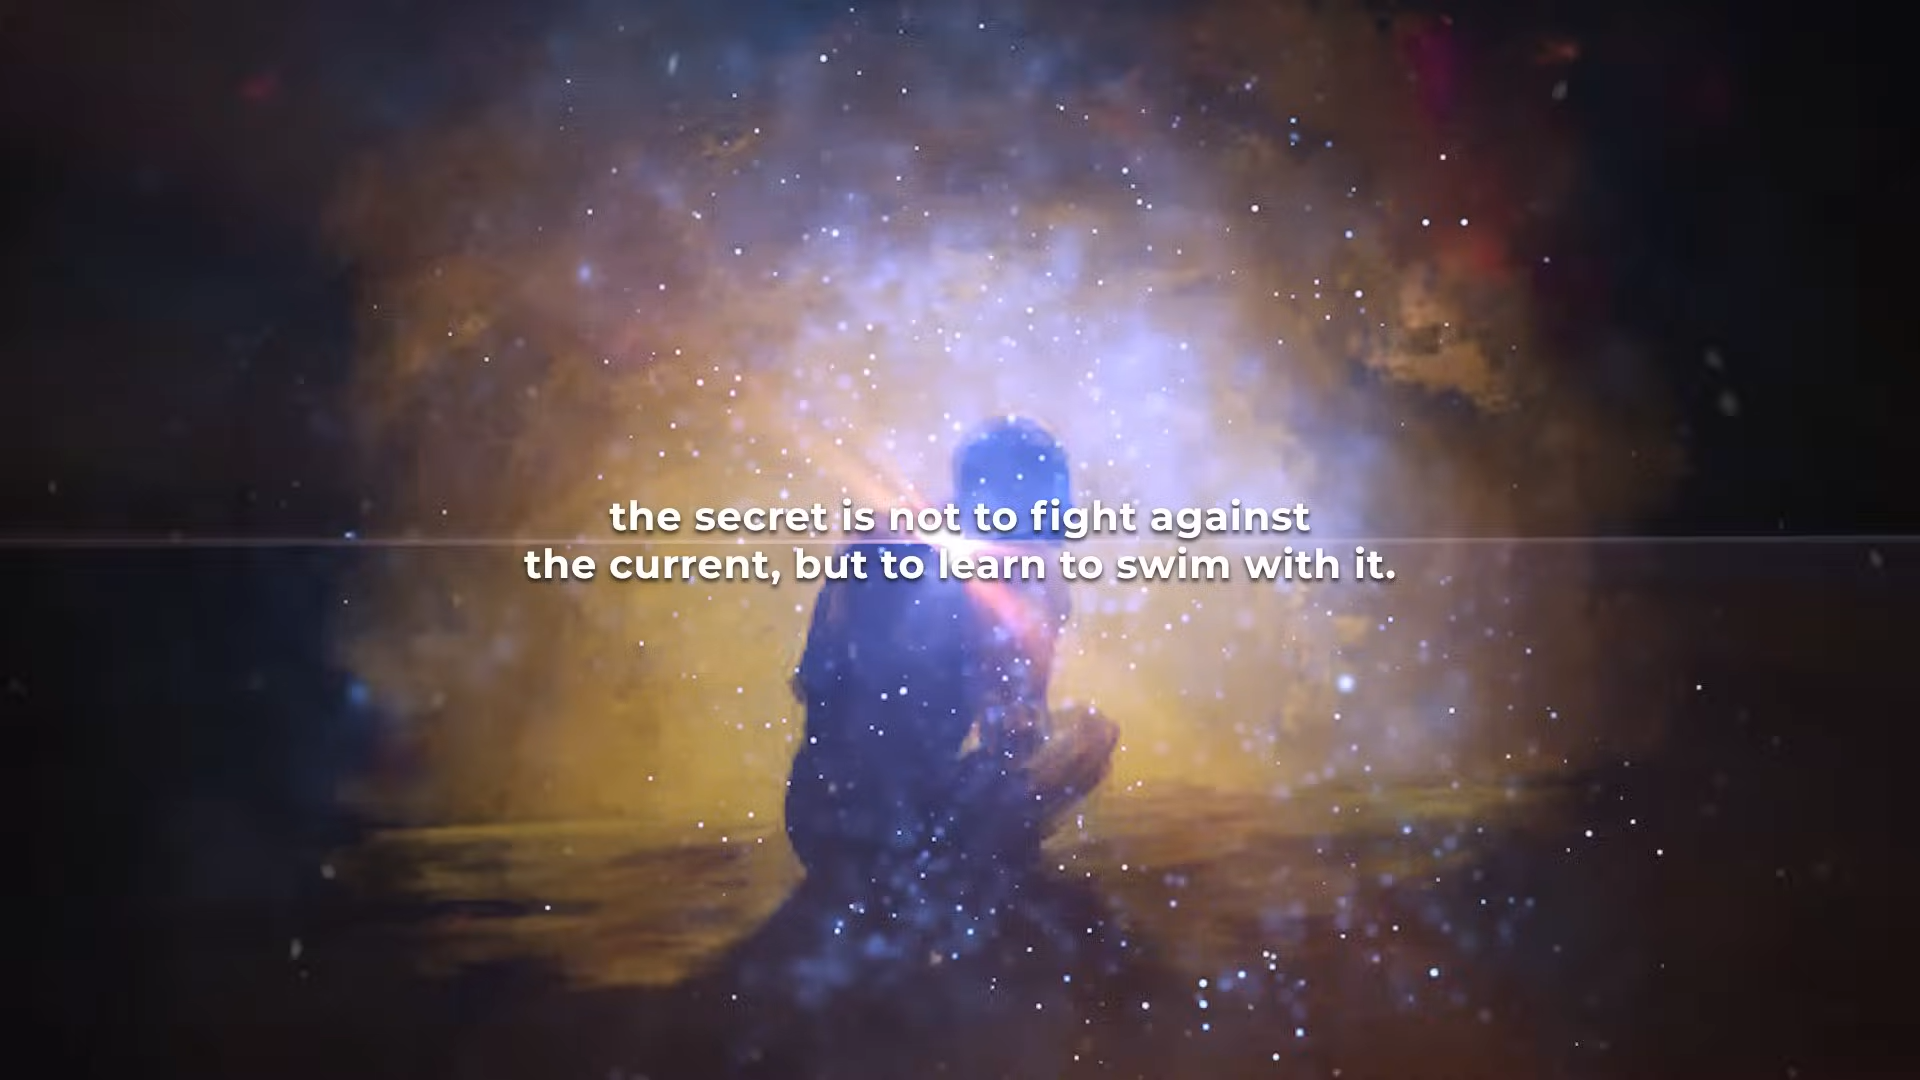 the secret is not to fight against
the current, but to learn to swim with it.